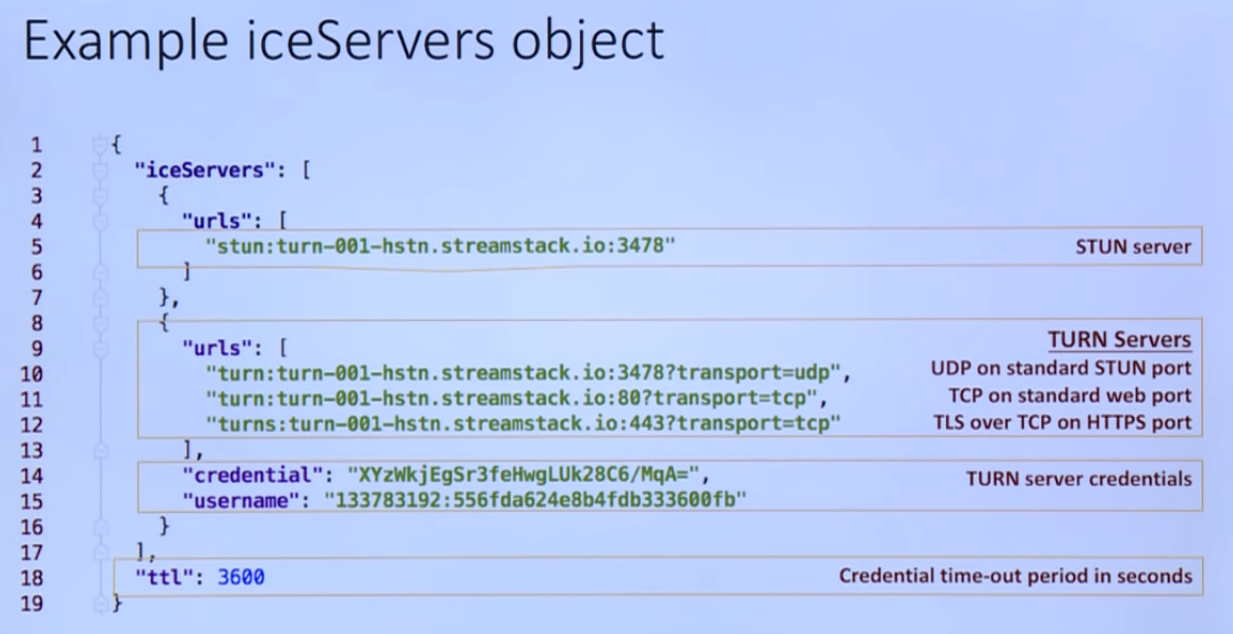 Example iceServers object
1 {
2 "iceServers": [
3 {
4 "urls": [
5 "stun:turn-001-hstn.streamstack.io:3478" STUN server
6 ]
7 },
8 {
TURN Servers
9 "urls": [
10 "turn:turn-001-hstn.streamstack.io:3478?transport=udp", UDP on standard STUN port
11 "turn:turn-001-hstn.streamstack.io:80?transport=tcp", TCP on standard web port
12 "turns:turn-001-hstn.streamstack.io:443?transport=tcp" TLS over TCP on HTTPS port
13 ],
14 "credential": "XYzWkjEgSr3feHwgLUk28C6/MqA=", TURN server credentials
15 "username": "133783192:556fda624e8b4fdb333600fb"
16 }
17 ],
18 "ttl": 3600 Credential time-out period in seconds
19 }